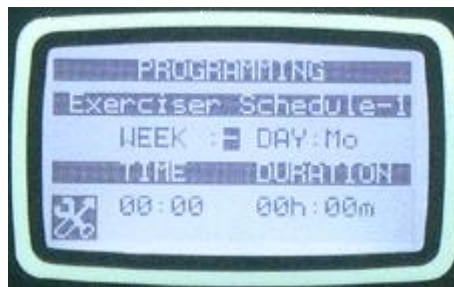 PROGRAMMING
Exerciser Schedule-1
WEEK :- DAY:Mo
TIME DURATION
00:00 00h:00m